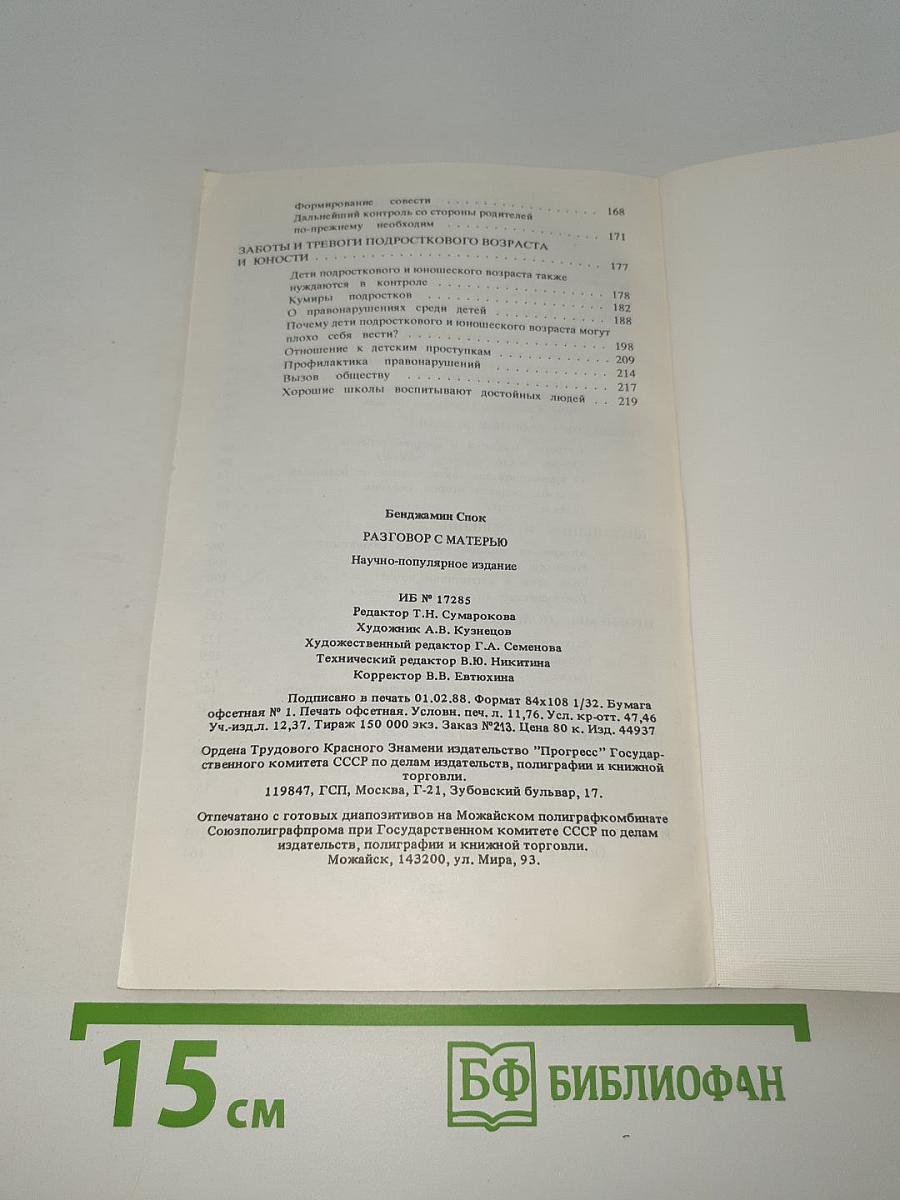 Формирование совести . . . . . . . . . . . . . . . . 168
Дальнейший контроль со стороны родителей
по-прежнему необходим . . . . . . . . . . . . . . . 171
ЗАБОТЫ И ТРЕВОГИ ПОДРОСТКОВОГО ВОЗРАСТА
И ЮНОСТИ . . . . . . . . . . . . . . . . . . . . . . . . . . . . 177
Дети подросткового и юношеского возраста также
нуждаются в контроле . . . . . . . . . . . . . . . . . 178
Кумиры подростков . . . . . . . . . . . . . . . . . . 182
О правонарушениях среди детей . . . . . . . . . . . 188
Почему дети подросткового и юношеского возраста могут
плохо себя вести? . . . . . . . . . . . . . . . . . . . . 198
Отношение к детским проступкам . . . . . . . . . . 209
Профилактика правонарушений . . . . . . . . . . . 214
Вызов обществу . . . . . . . . . . . . . . . . . . . . 217
Хорошие школы воспитывают достойных людей . . 219
Бенджамин Спок
РАЗГОВОР С МАТЕРЬЮ
Научно-популярное издание
ИБ № 17285
Редактор Т.Н. Сумарокова
Художник А.В. Кузнецов
Художественный редактор Г.А. Семенова
Технический редактор В.Ю. Никитина
Корректор В.В. Евтюхина
Подписано в печать 01.02.88. Формат 84х108 1/32. Бумага
офсетная № 1. Печать офсетная. Условн. печ. л. 11,76. Усл. кр-отт. 47,46
Уч.-изд.л. 12,37. Тираж 150 000 экз. Заказ №213. Цена 80 к. Изд. 44937
Ордена Трудового Красного Знамени издательство "Прогресс" Государ-
ственного комитета СССР по делам издательств, полиграфии и книжной
торговли.
119847, ГСП, Москва, Г-21, Зубовский бульвар, 17.
Отпечатано с готовых диапозитивов на Можайском полиграфкомбинате
Союзполиграфпрома при Государственном комитете СССР по делам
издательств, полиграфии и книжной торговли.
Можайск, 143200, ул. Мира, 93.
15 см
БФ БИБЛИОФАН